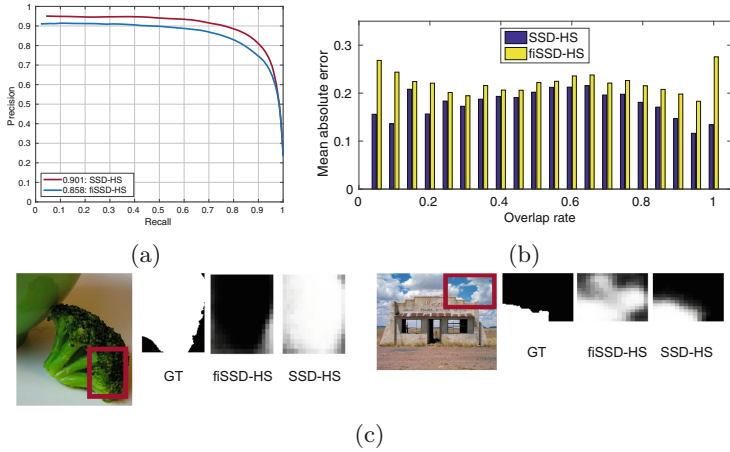 1
0.9
0.8
0.7
0.6
0.5
0.4
0.3
0.2
0.1
0
Precision
0.901: SSD-HS
0.858: fiSSD-HS
0 0.1 0.2 0.3 0.4 0.5 0.6 0.7 0.8 0.9 1
Recall
(a)
0.3
0.2
0.1
0
Mean absolute error
SSD-HS
fiSSD-HS
0.2 0.4 0.6 0.8 1
Overlap rate
(b)
GT fiSSD-HS SSD-HS
GT fiSSD-HS SSD-HS
(c)